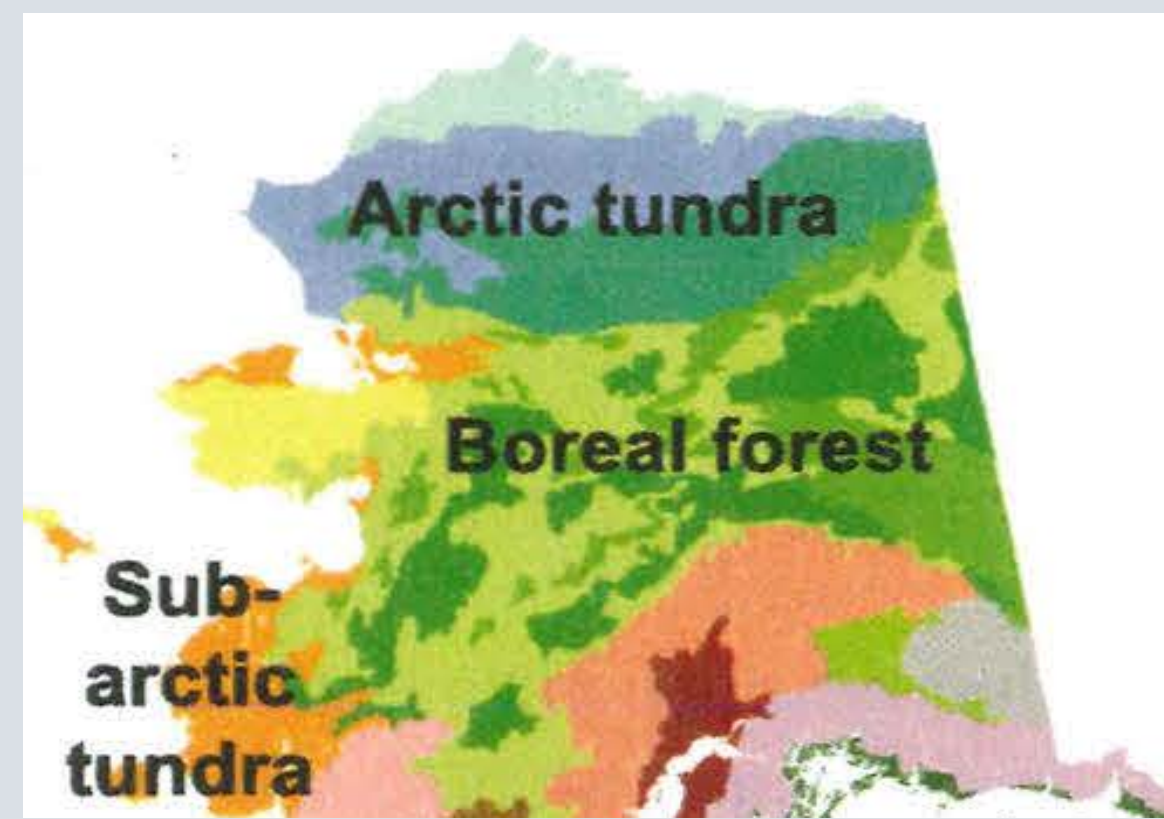 Arctic tundra
Boreal forest
Sub-
arctic
tundra